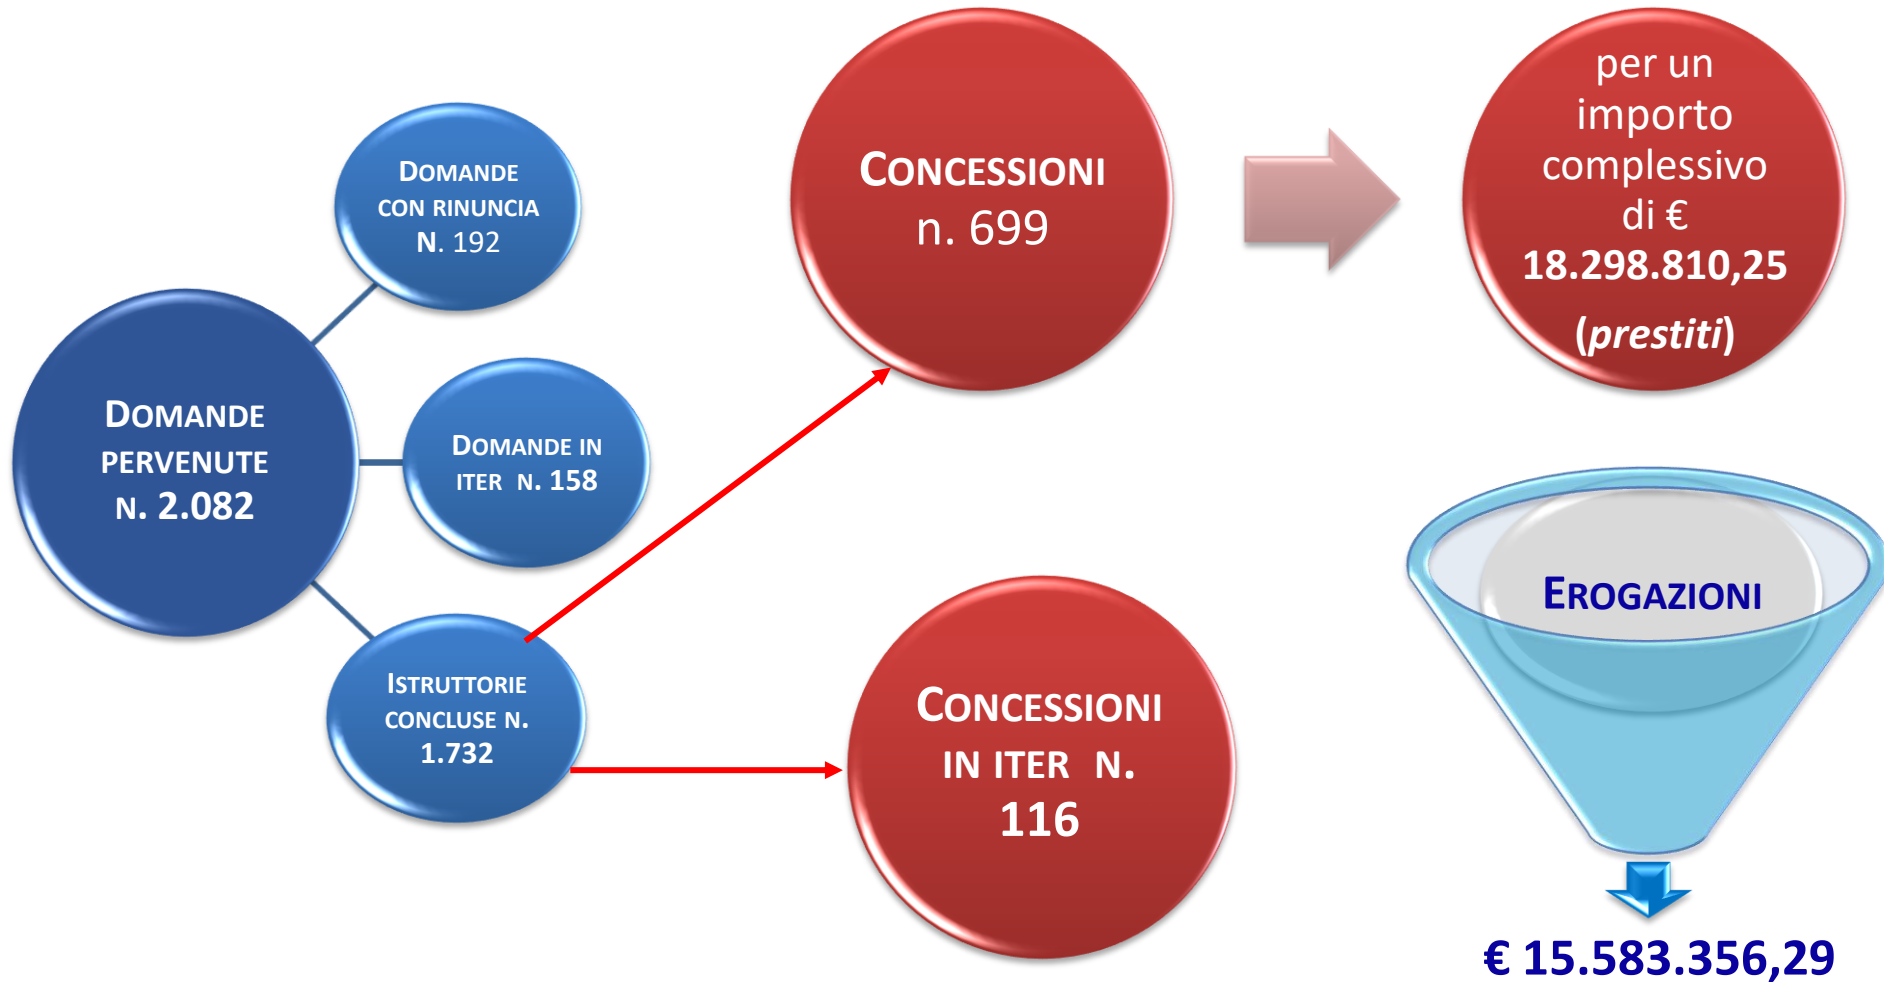 DOMANDE
CON RINUNCIA
N. 192
DOMANDE
PERVENUTE
N. 2.082
DOMANDE IN
ITER N. 158
ISTRUTTORIE
CONCLUSE N.
1.732
CONCESSIONI
n. 699
per un
importo
complessivo
di €
18.298.810,25
(prestiti)
CONCESSIONI
IN ITER N.
116
EROGAZIONI
€ 15.583.356,29